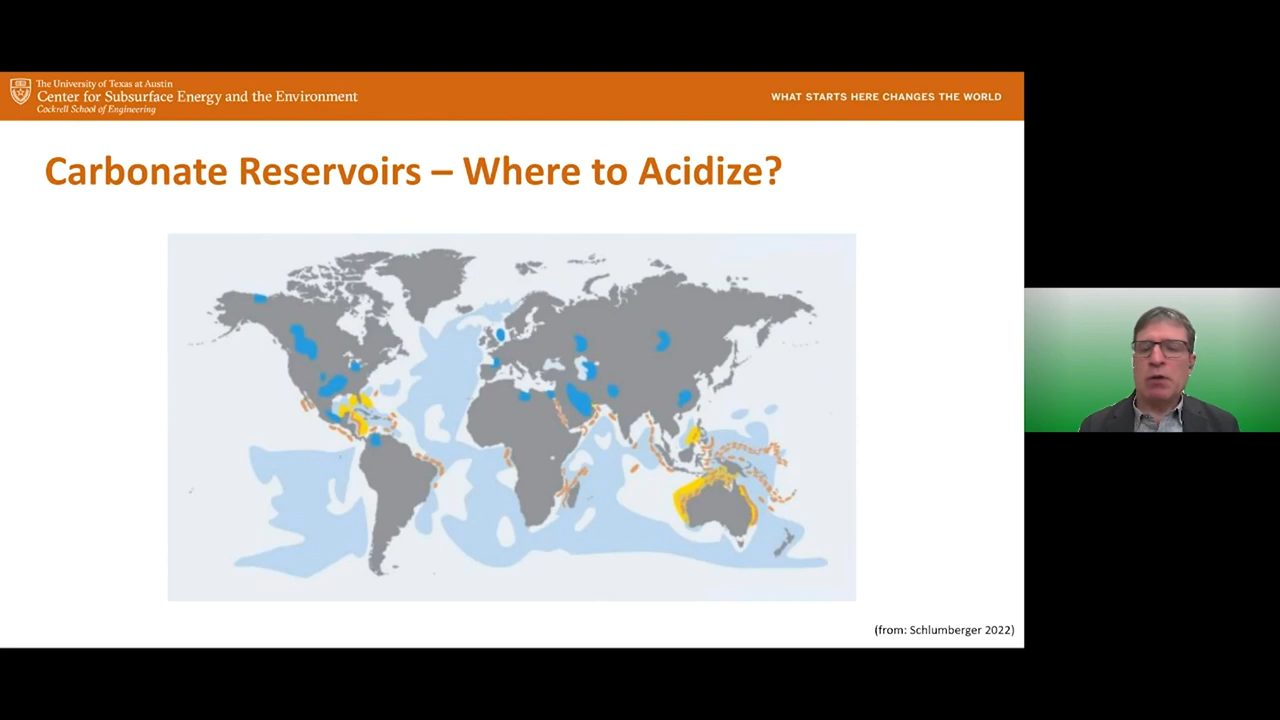 The University of Texas at Austin
Center for Subsurface Energy and the Environment
Cockrell School of Engineering
WHAT STARTS HERE CHANGES THE WORLD
Carbonate Reservoirs – Where to Acidize?
(from: Schlumberger 2022)